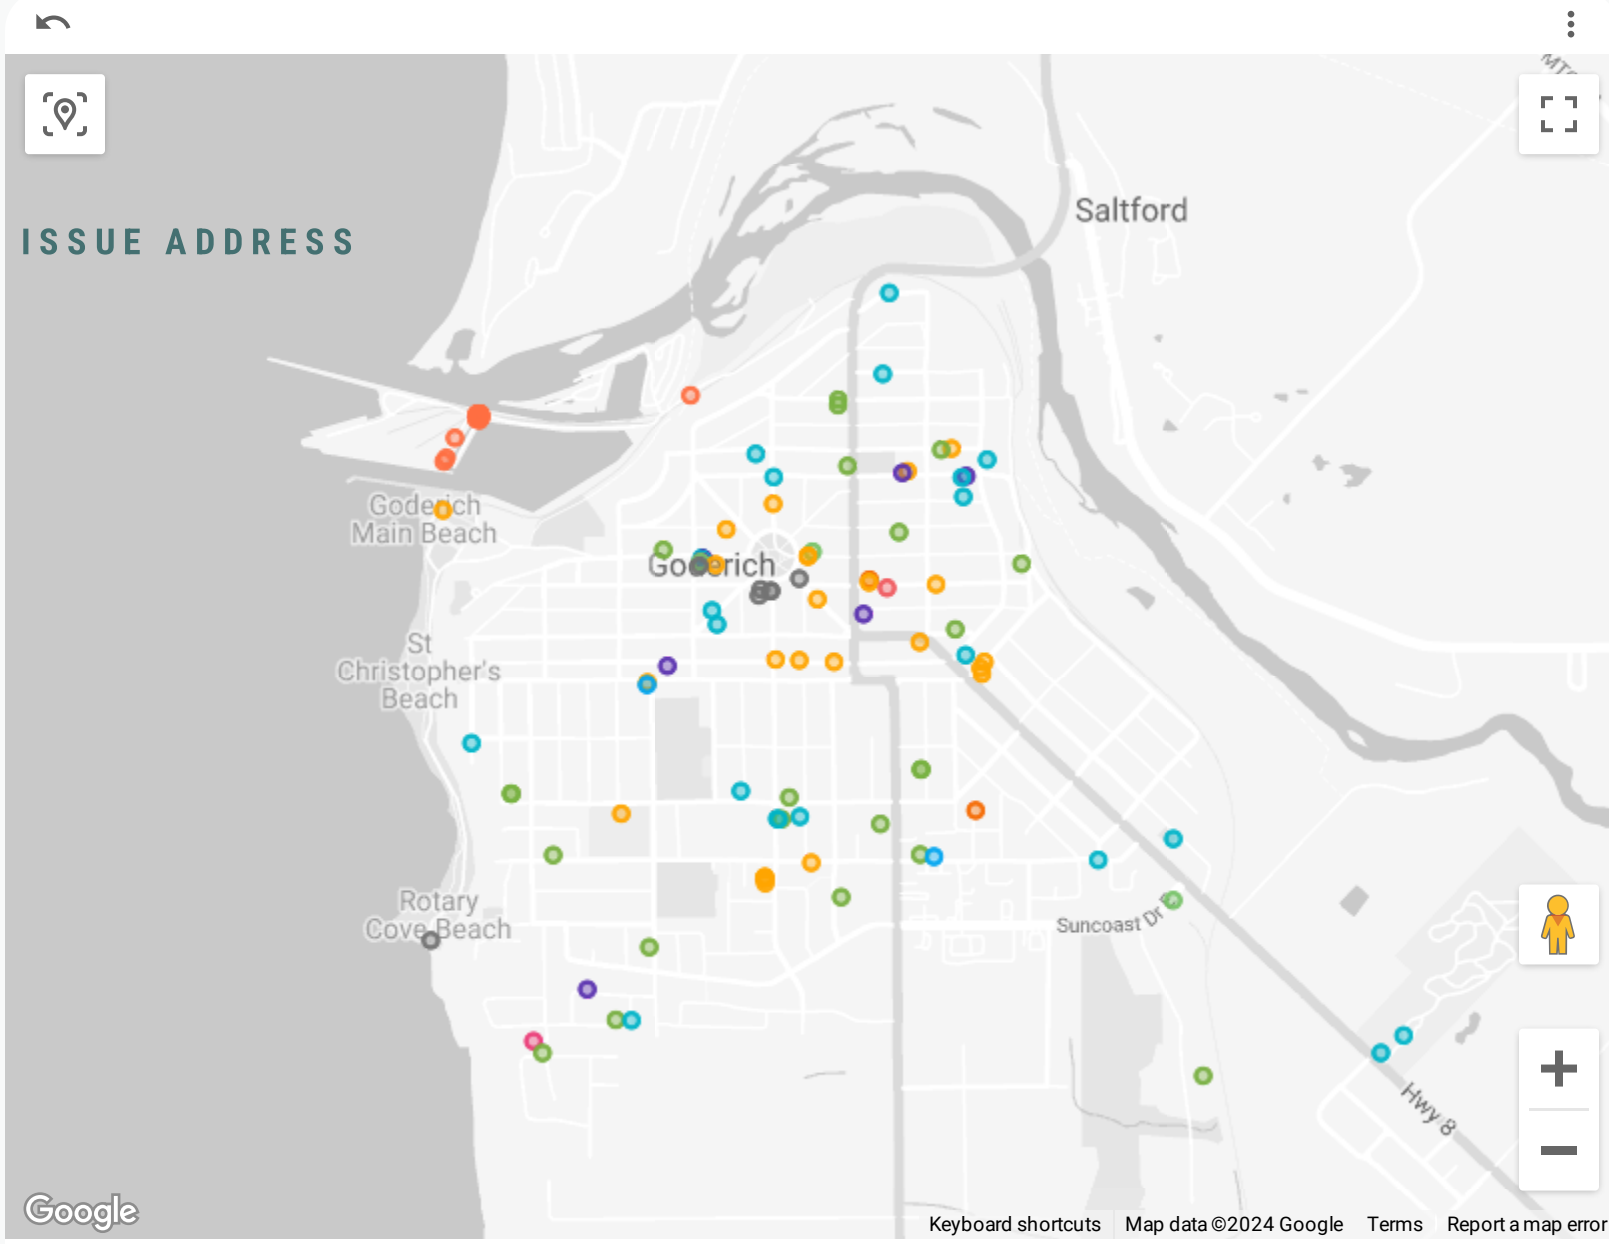 ISSUE ADDRESS
Saltford
Goderich
Main Beach
Goderich
St
Christopher's
Beach
Rotary
Cove Beach
Suncoast Dr
Hwy 8
Google
Keyboard shortcuts
Map data ©2024 Google
Terms
Report a map error